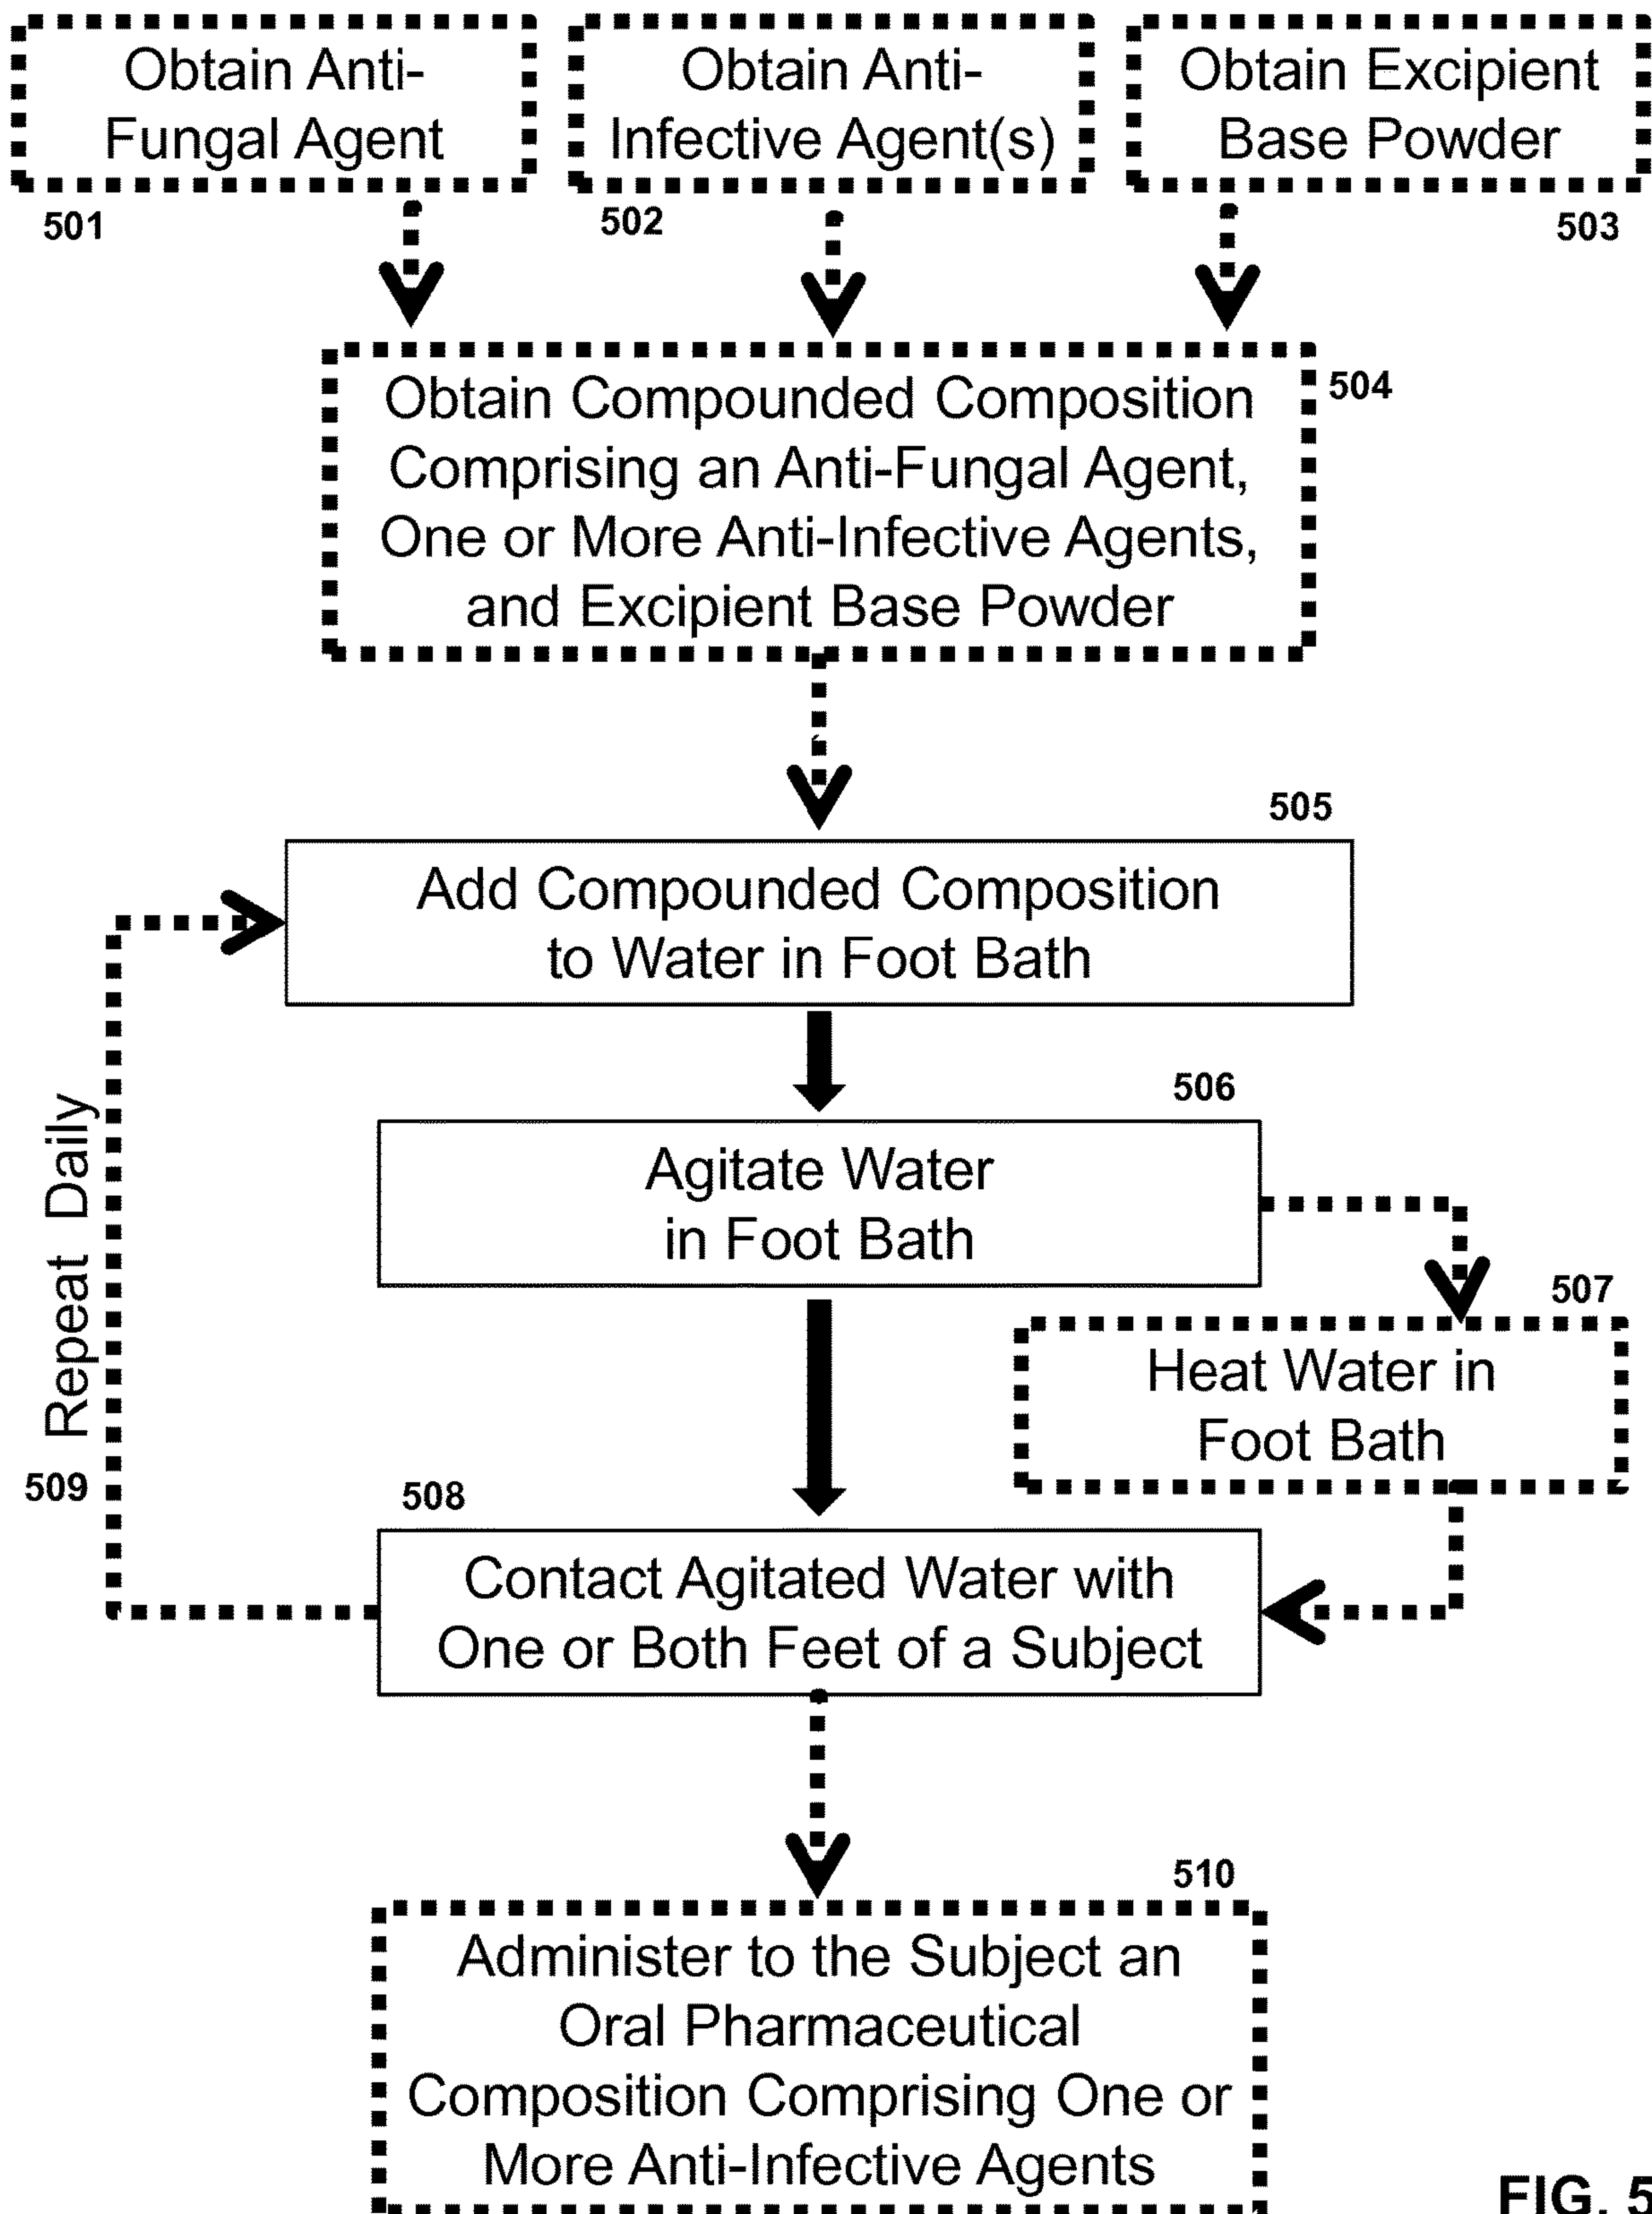 Obtain Anti-
Fungal Agent
501
Obtain Anti-
Infective Agent(s)
502
Obtain Excipient
Base Powder
503
Obtain Compounded Composition
Comprising an Anti-Fungal Agent,
One or More Anti-Infective Agents,
and Excipient Base Powder
504
505
Add Compounded Composition
to Water in Foot Bath
506
Agitate Water
in Foot Bath
507
Heat Water in
Foot Bath
Repeat Daily
509
508
Contact Agitated Water with
One or Both Feet of a Subject
510
Administer to the Subject an
Oral Pharmaceutical
Composition Comprising One or
More Anti-Infective Agents
FIG. 5